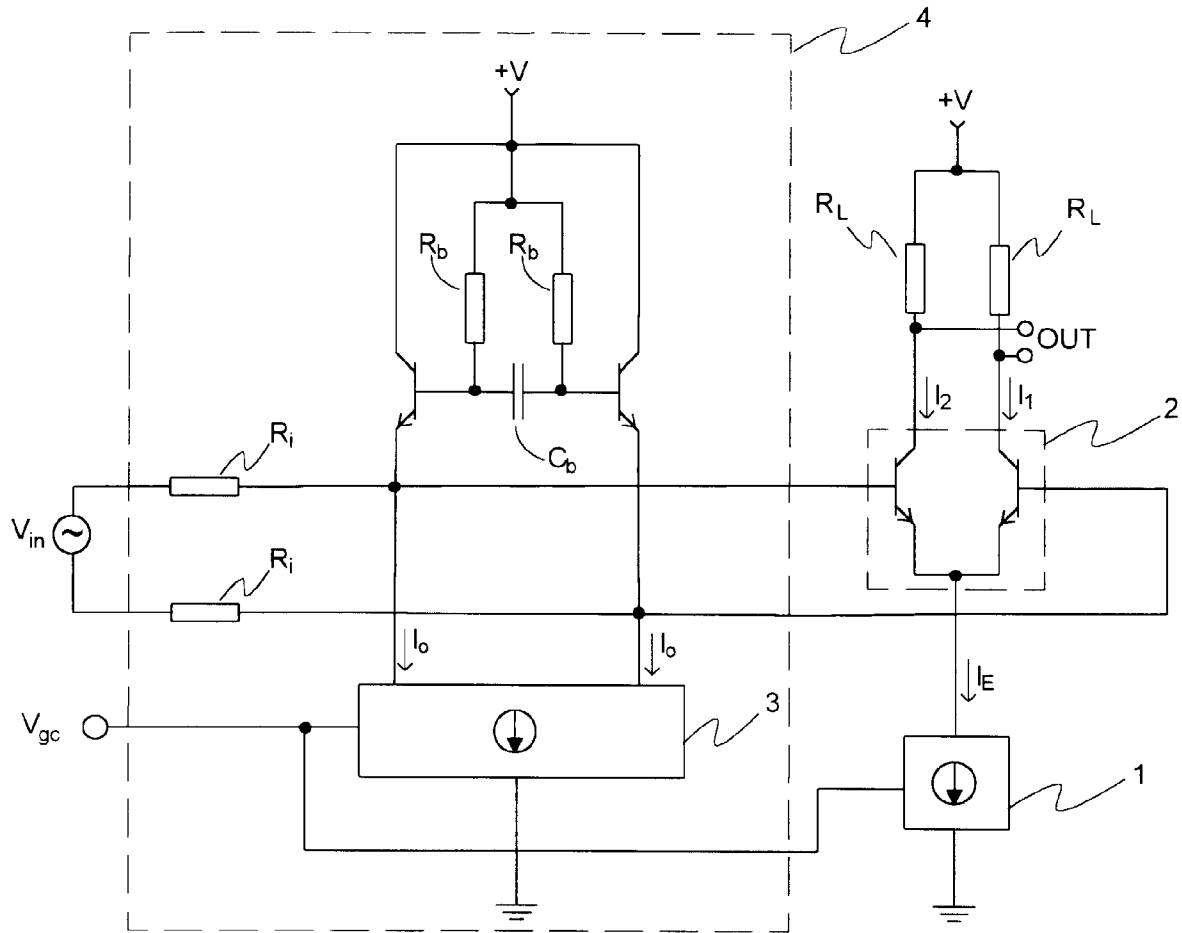 4
+V
+V
R_L
R_L
R_b
R_b
OUT
I_2
I_1
2
C_b
R_i
V_in
R_i
I_o
I_o
I_E
3
V_gc
1